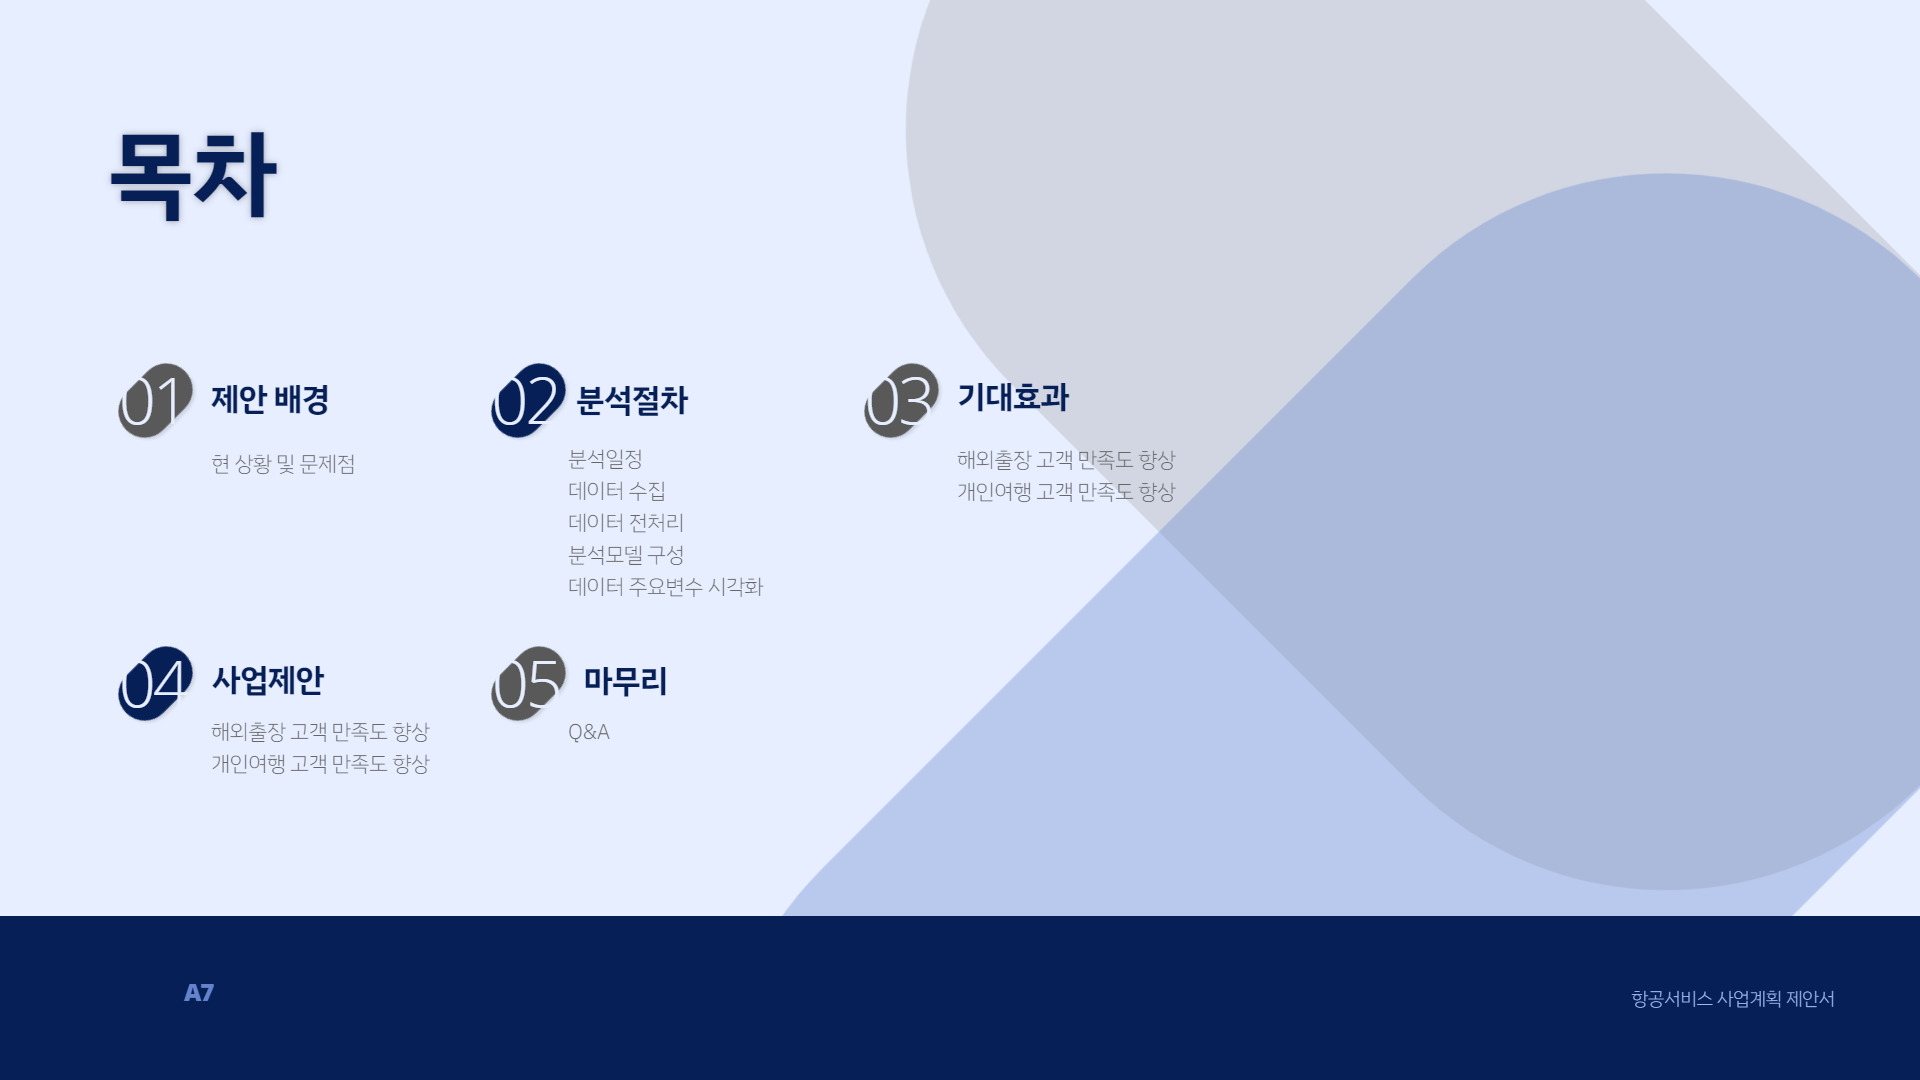 목차
01 제안 배경
현 상황 및 문제점
02 분석절차
분석일정
데이터 수집
데이터 전처리
분석모델 구성
데이터 주요변수 시각화
03 기대효과
해외출장 고객 만족도 향상
개인여행 고객 만족도 향상
04 사업제안
해외출장 고객 만족도 향상
개인여행 고객 만족도 향상
05 마무리
Q&A
A7
항공서비스 사업계획 제안서